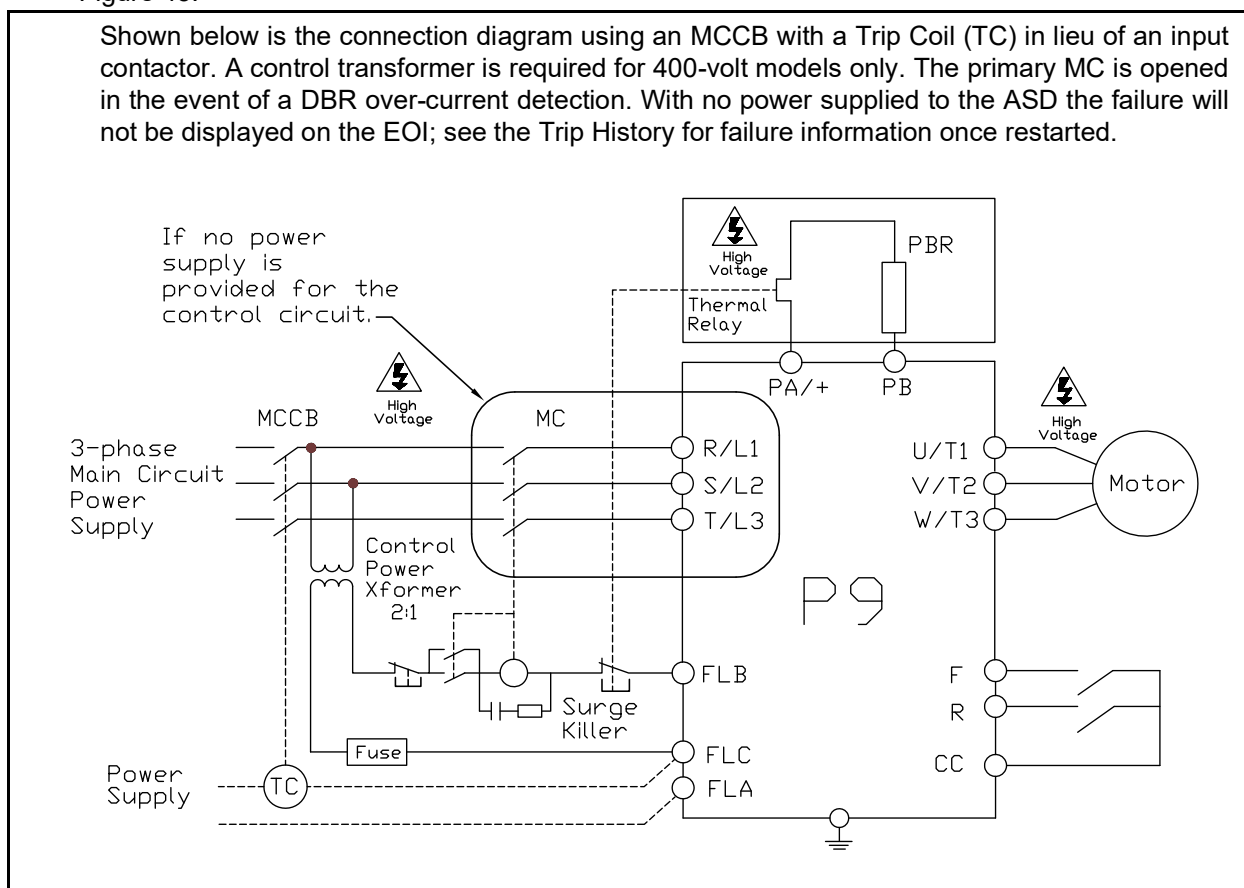 Shown below is the connection diagram using an MCCB with a Trip Coil (TC) in lieu of an input
contactor. A control transformer is required for 400-volt models only. The primary MC is opened
in the event of a DBR over-current detection. With no power supplied to the ASD the failure will
not be displayed on the EOI; see the Trip History for failure information once restarted.
If no power
supply is
provided for the
control circuit.
High
Voltage
PBR
Thermal
Relay
PA/+
PB
High
Voltage
MCCB
MC
High
Voltage
3-phase
Main Circuit
Power
Supply
R/L1
S/L2
T/L3
U/T1
V/T2
W/T3
Motor
Control
Power
Xformer
2:1
P9
FLB
Surge
Killer
F
R
CC
Fuse
FLC
FLA
Power
Supply
TC